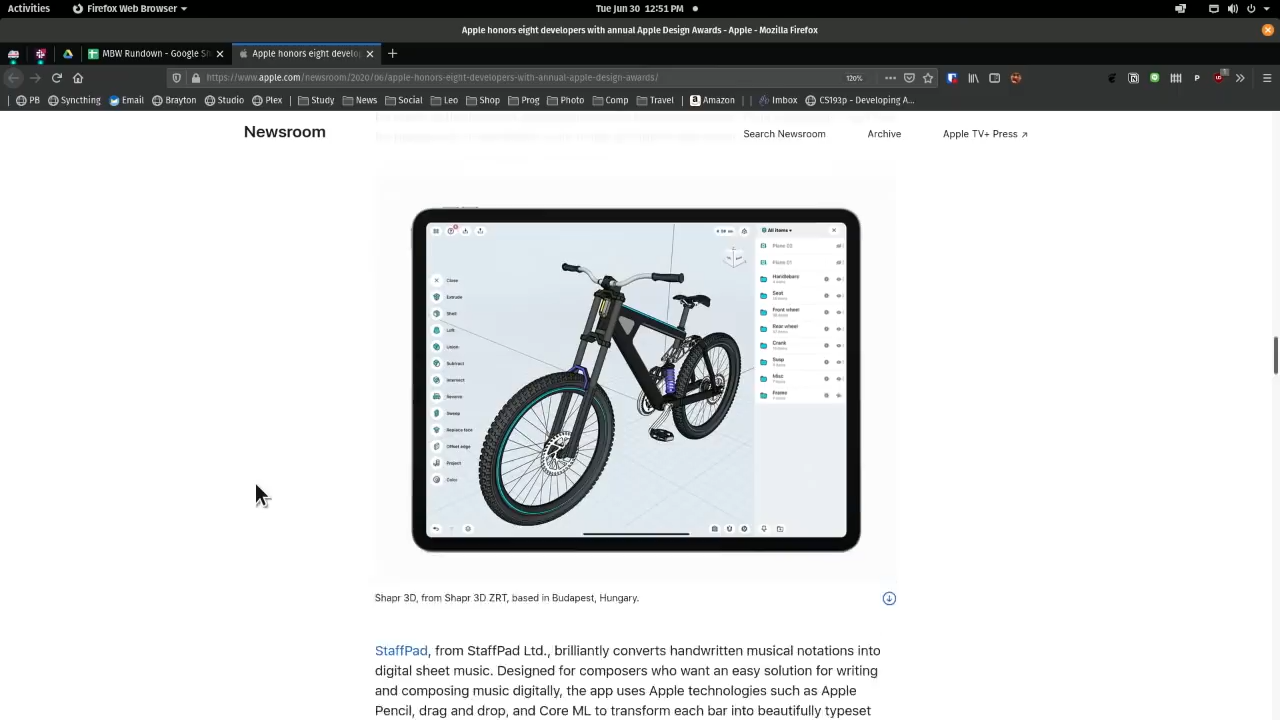 Activities
Firefox Web Browser
Tue Jun 30 12:51 PM
Apple honors eight developers with annual Apple Design Awards - Apple - Mozilla Firefox
MBW Rundown - Google Sh
Apple honors eight develo
https://www.apple.com/newsroom/2020/06/apple-honors-eight-developers-with-annual-apple-design-awards/
120%
PB
Syncthing
Email
Brayton
Studio
Plex
Study
News
Social
Leo
Shop
Prog
Photo
Comp
Travel
Amazon
Imbox
CS193p - Developing A...
Newsroom
Search Newsroom
Archive
Apple TV+ Press ↗
All items
Plane 02
Plane 01
Handlebars
Seat
Front wheel
Rear wheel
Crank
Susp
Misc
Frame
Close
Extrude
Shell
Loft
Union
Subtract
Intersect
Revolve
Sweep
Replace face
Offset edge
Project
Color
Shapr 3D, from Shapr 3D ZRT, based in Budapest, Hungary.
StaffPad, from StaffPad Ltd., brilliantly converts handwritten musical notations into
digital sheet music. Designed for composers who want an easy solution for writing
and composing music digitally, the app uses Apple technologies such as Apple
Pencil, drag and drop, and Core ML to transform each bar into beautifully typeset